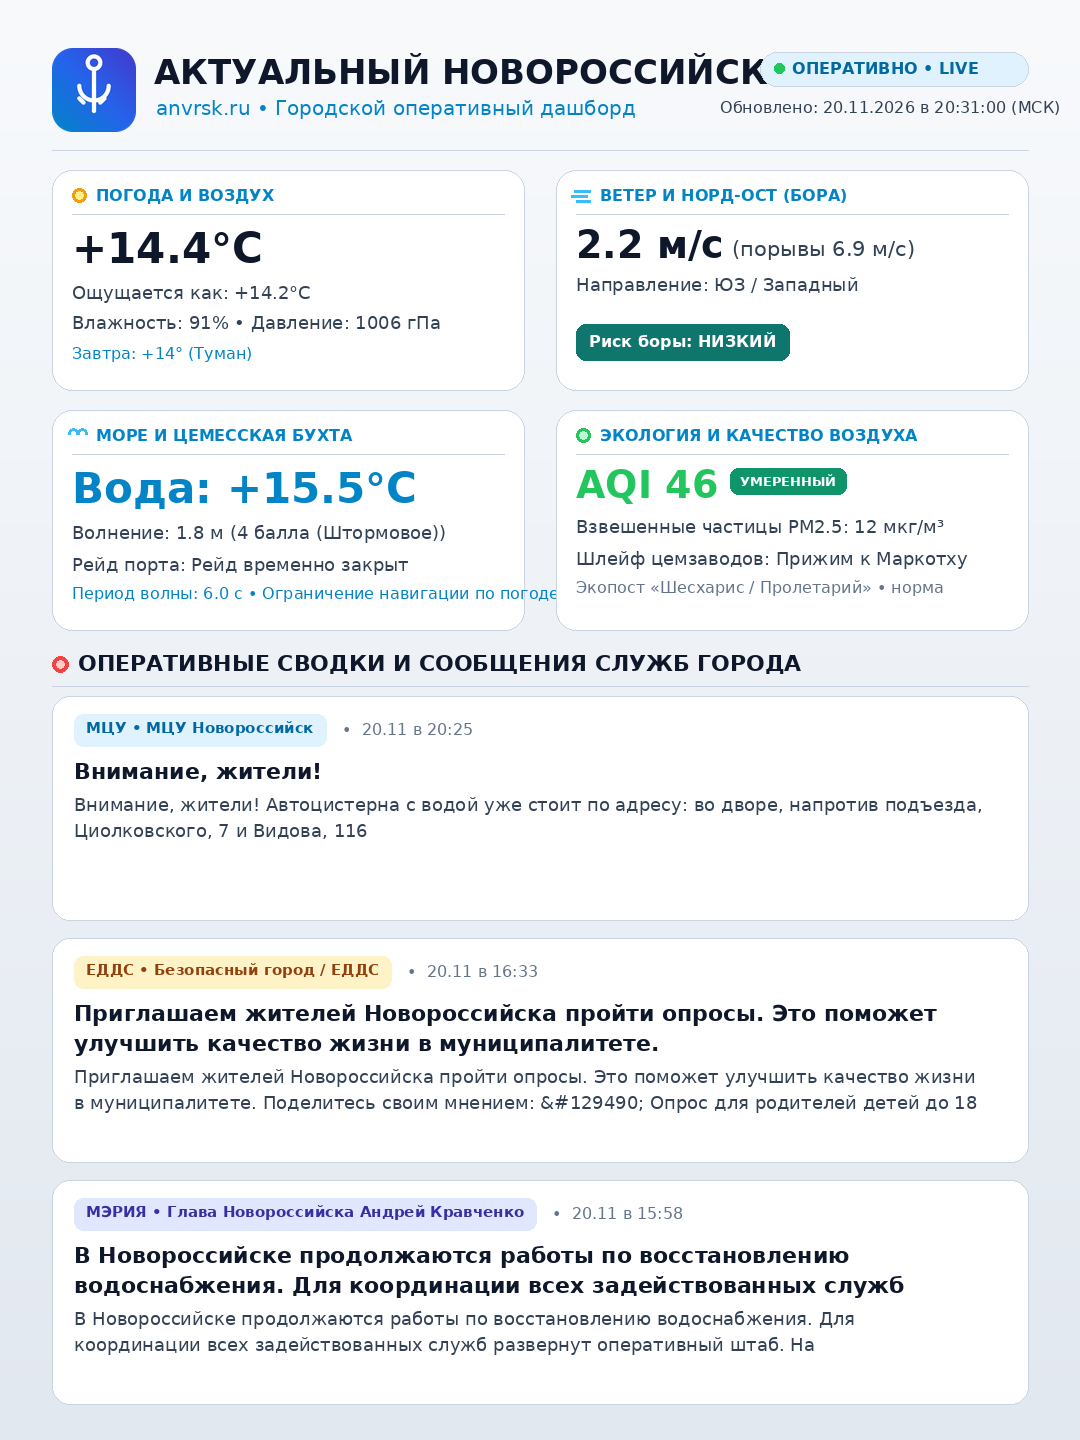 АКТУАЛЬНЫЙ НОВОРОССИЙСК
ОПЕРАТИВНО • LIVE
anvrsk.ru • Городской оперативный дашборд
Обновлено: 20.11.2026 в 20:31:00 (МСК)
ПОГОДА И ВОЗДУХ
+14.4°C
Ощущается как: +14.2°C
Влажность: 91% • Давление: 1006 гПа
Завтра: +14° (Туман)
ВЕТЕР И НОРД-ОСТ (БОРА)
2.2 м/с (порывы 6.9 м/с)
Направление: ЮЗ / Западный
Риск боры: НИЗКИЙ
МОРЕ И ЦЕМЕССКАЯ БУХТА
Вода: +15.5°C
Волнение: 1.8 м (4 балла (Штормовое))
Рейд порта: Рейд временно закрыт
Период волны: 6.0 с • Ограничение навигации по погоде
ЭКОЛОГИЯ И КАЧЕСТВО ВОЗДУХА
AQI 46 УМЕРЕННЫЙ
Взвешенные частицы PM2.5: 12 мкг/м³
Шлейф цемзаводов: Прижим к Маркотху
Экопост «Шесхарис / Пролетарий» • норма
ОПЕРАТИВНЫЕ СВОДКИ И СООБЩЕНИЯ СЛУЖБ ГОРОДА
МЦУ • МЦУ Новороссийск • 20.11 в 20:25
Внимание, жители!
Внимание, жители! Автоцистерна с водой уже стоит по адресу: во дворе, напротив подъезда,
Циолковского, 7 и Видова, 116
ЕДДС • Безопасный город / ЕДДС • 20.11 в 16:33
Приглашаем жителей Новороссийска пройти опросы. Это поможет
улучшить качество жизни в муниципалитете.
Приглашаем жителей Новороссийска пройти опросы. Это поможет улучшить качество жизни
в муниципалитете. Поделитесь своим мнением: &#129490; Опрос для родителей детей до 18
МЭРИЯ • Глава Новороссийска Андрей Кравченко • 20.11 в 15:58
В Новороссийске продолжаются работы по восстановлению
водоснабжения. Для координации всех задействованных служб
В Новороссийске продолжаются работы по восстановлению водоснабжения. Для
координации всех задействованных служб развернут оперативный штаб. На